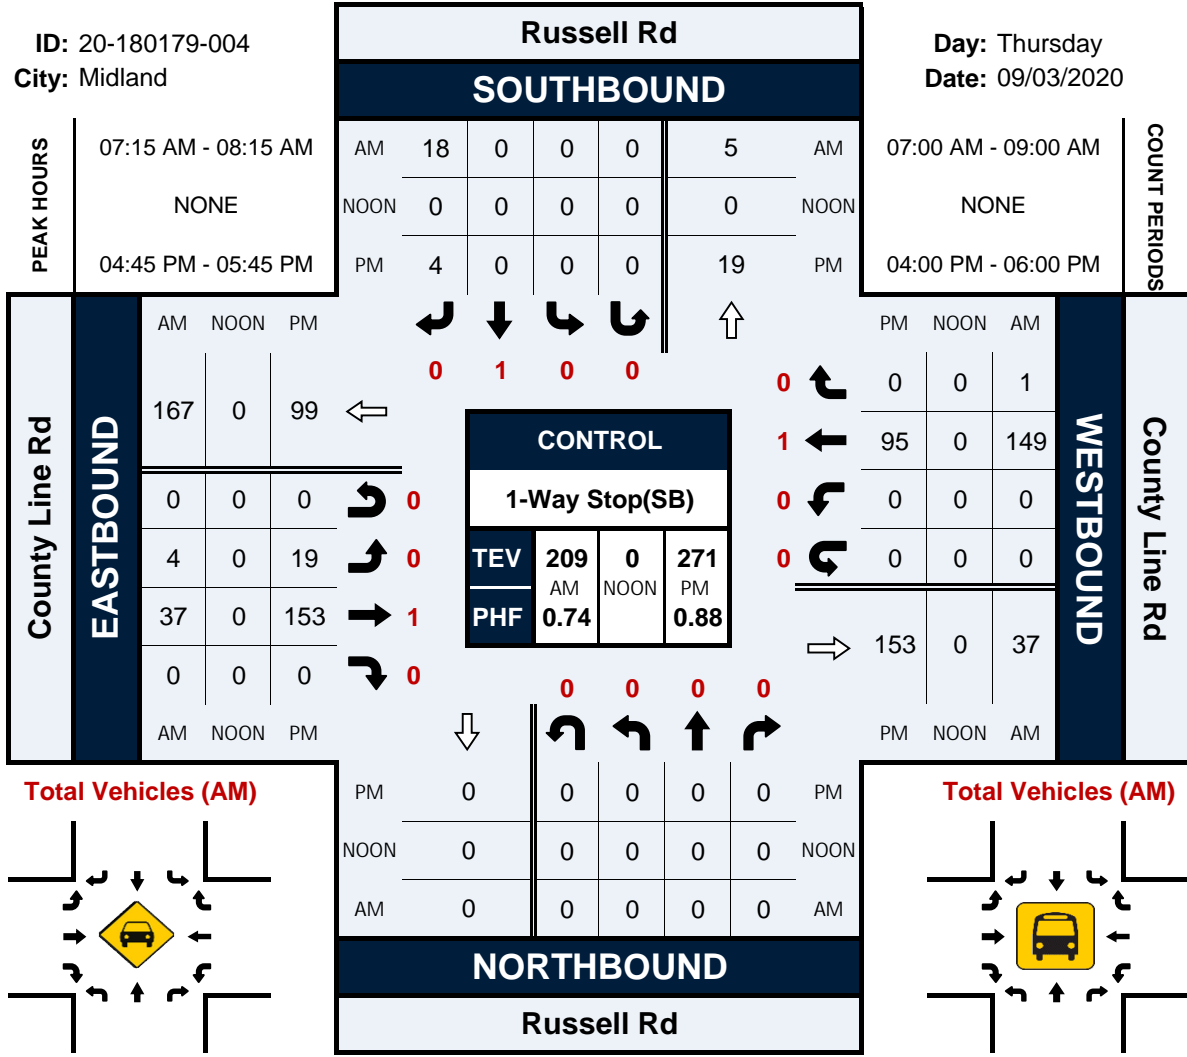 Russell Rd
ID: 20-180179-004
Day: Thursday
City: Midland
SOUTHBOUND
Date: 09/03/2020
PEAK HOURS
07:15 AM - 08:15 AM
NONE
04:45 PM - 05:45 PM
AM 18 0 0 0 5 AM
NOON 0 0 0 0 0 NOON
PM 4 0 0 0 19 PM
07:00 AM - 09:00 AM
NONE
04:00 PM - 06:00 PM
COUNT PERIODS
0 1 0 0
County Line Rd
EASTBOUND
AM NOON PM
167 0 99
0 0 0 0
4 0 19 0
37 0 153 1
0 0 0 0
AM NOON PM
CONTROL
1-Way Stop(SB)
TEV 209 0 271
AM NOON PM
PHF 0.74 0.88
PM NOON AM
0 0 0 1
1 95 0 149
0 0 0 0
0 0 0 0
153 0 37
PM NOON AM
WESTBOUND
County Line Rd
0 0 0 0
PM 0 0 0 0 0 PM
NOON 0 0 0 0 0 NOON
AM 0 0 0 0 0 AM
NORTHBOUND
Russell Rd
Total Vehicles (AM)
Total Vehicles (AM)